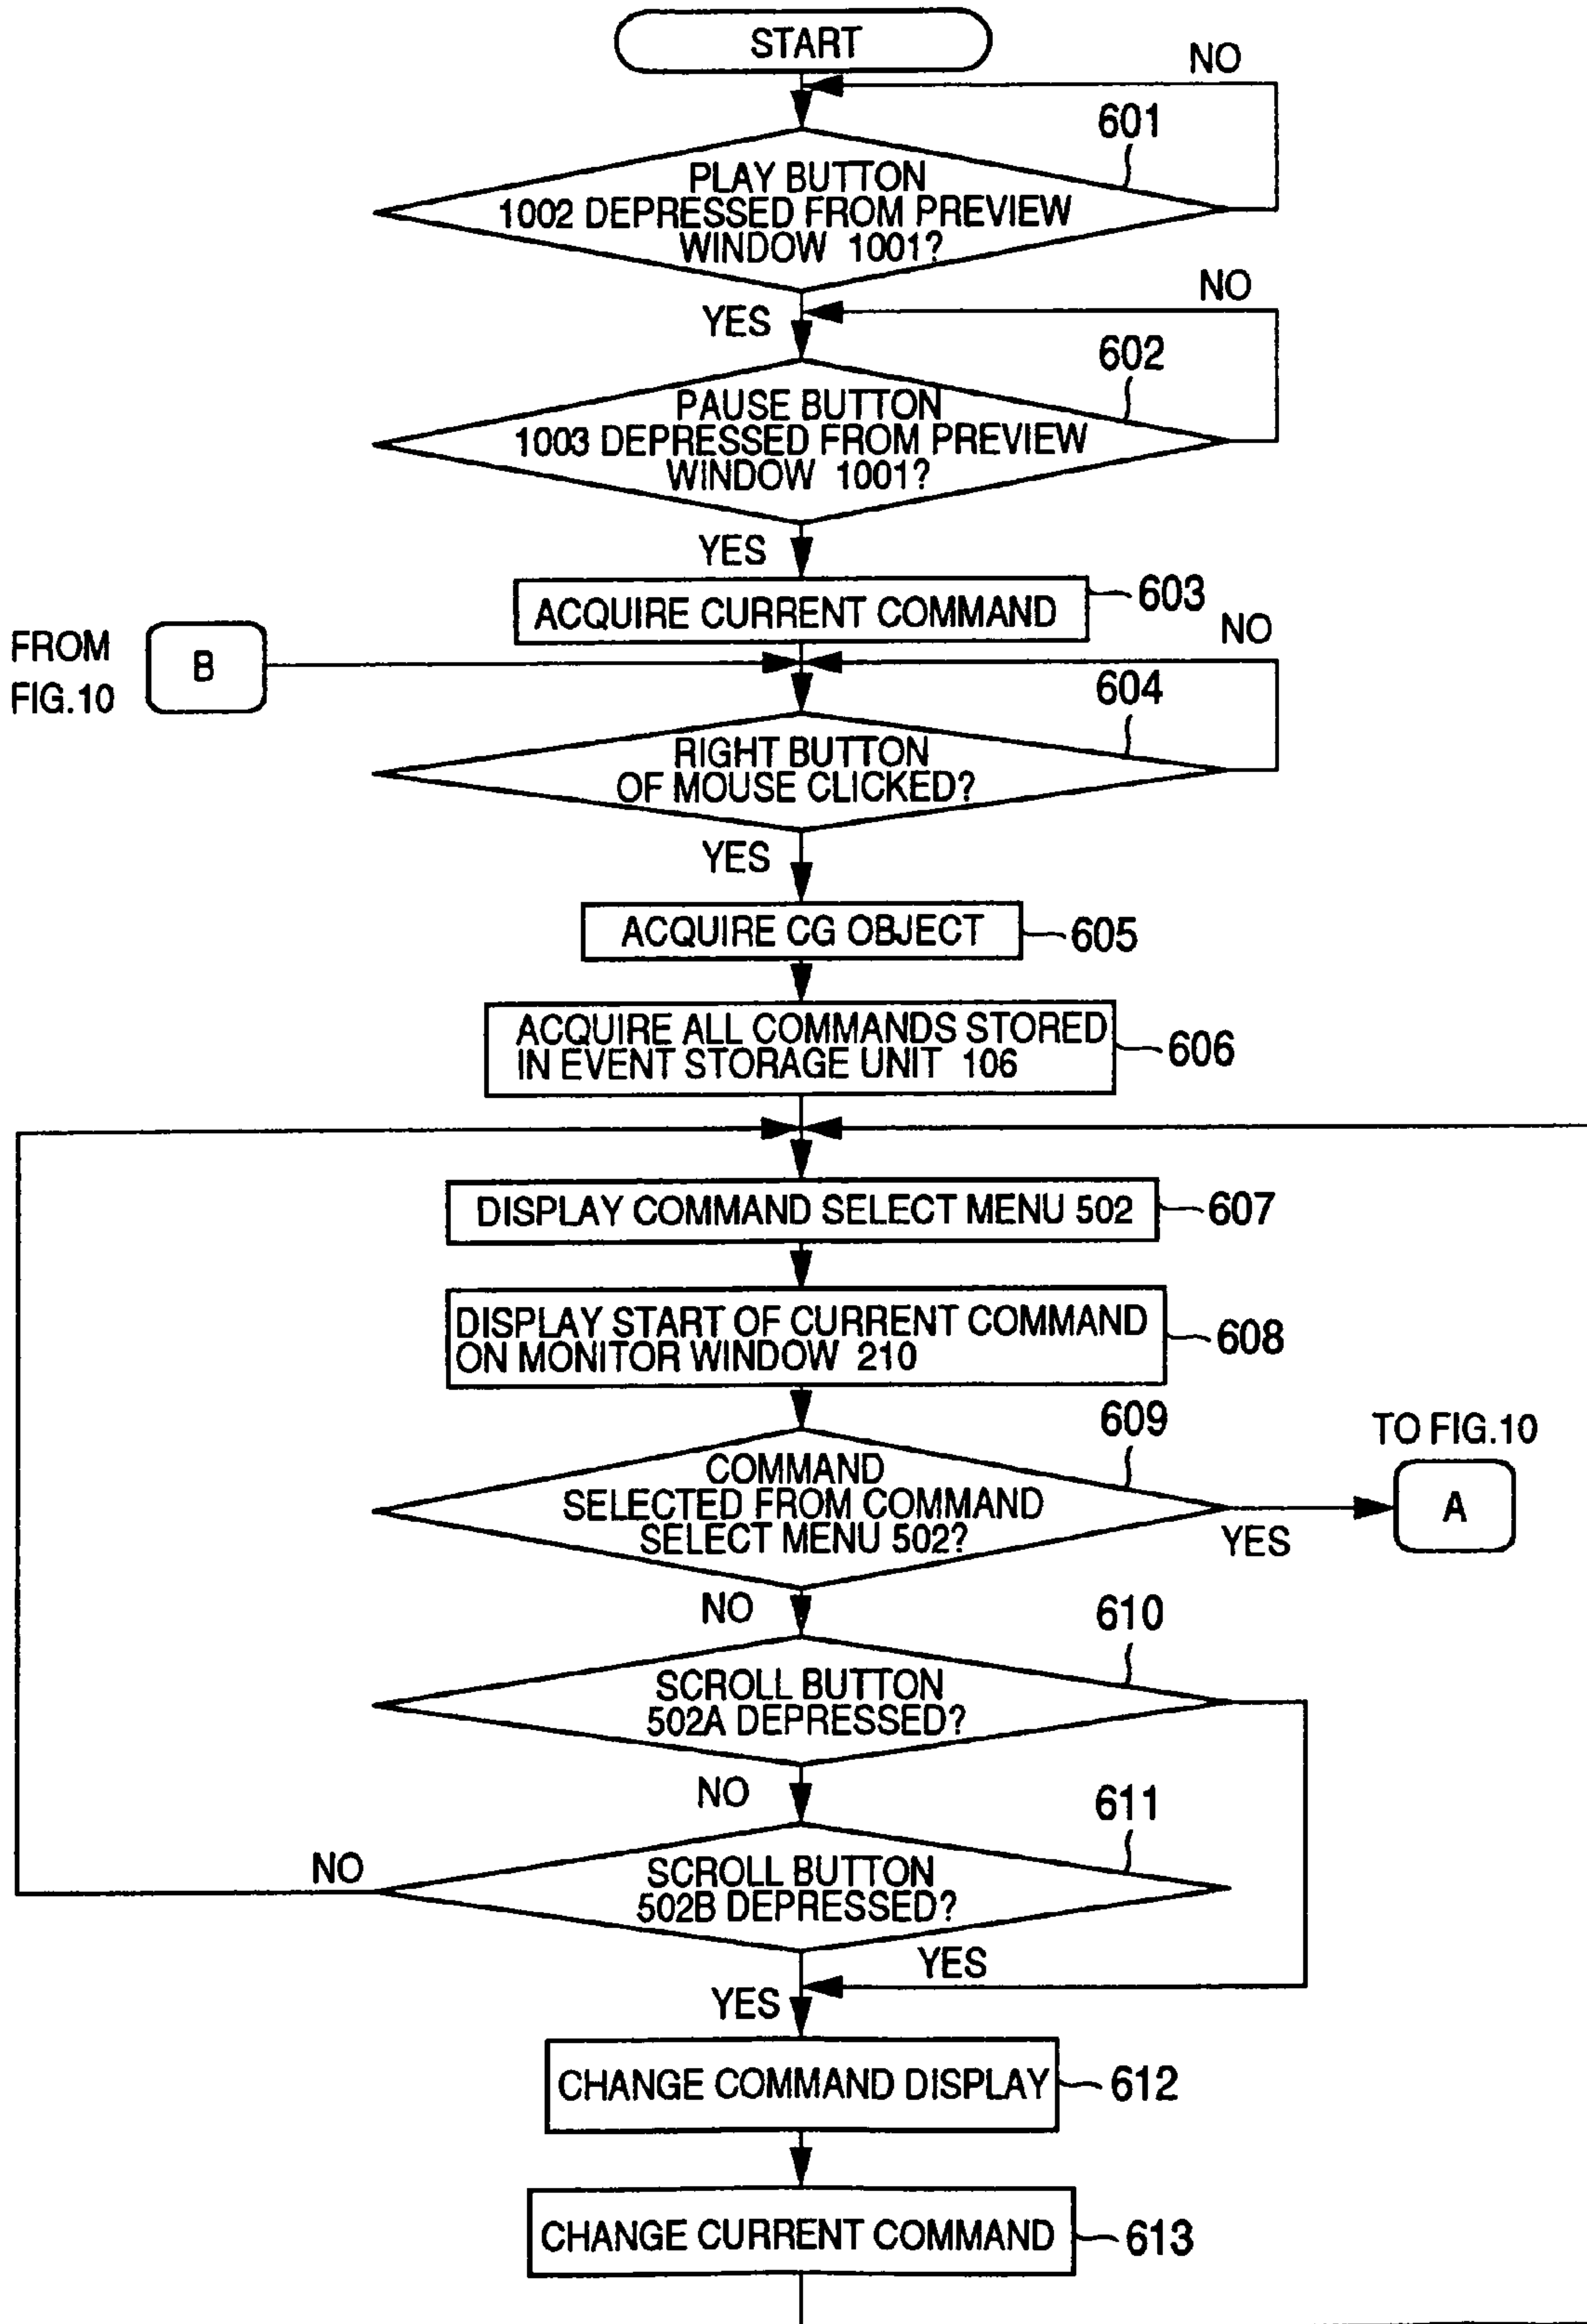 START
NO
601
PLAY BUTTON
1002 DEPRESSED FROM PREVIEW
WINDOW 1001?
NO
YES
602
PAUSE BUTTON
1003 DEPRESSED FROM PREVIEW
WINDOW 1001?
YES
ACQUIRE CURRENT COMMAND
603
NO
FROM
FIG.10
B
604
RIGHT BUTTON
OF MOUSE CLICKED?
YES
ACQUIRE CG OBJECT
605
ACQUIRE ALL COMMANDS STORED
IN EVENT STORAGE UNIT 106
606
DISPLAY COMMAND SELECT MENU 502
607
DISPLAY START OF CURRENT COMMAND
ON MONITOR WINDOW 210
608
609
TO FIG.10
COMMAND
SELECTED FROM COMMAND
SELECT MENU 502?
A
YES
NO
610
SCROLL BUTTON
502A DEPRESSED?
NO
611
NO
SCROLL BUTTON
502B DEPRESSED?
YES
YES
CHANGE COMMAND DISPLAY
612
CHANGE CURRENT COMMAND
613